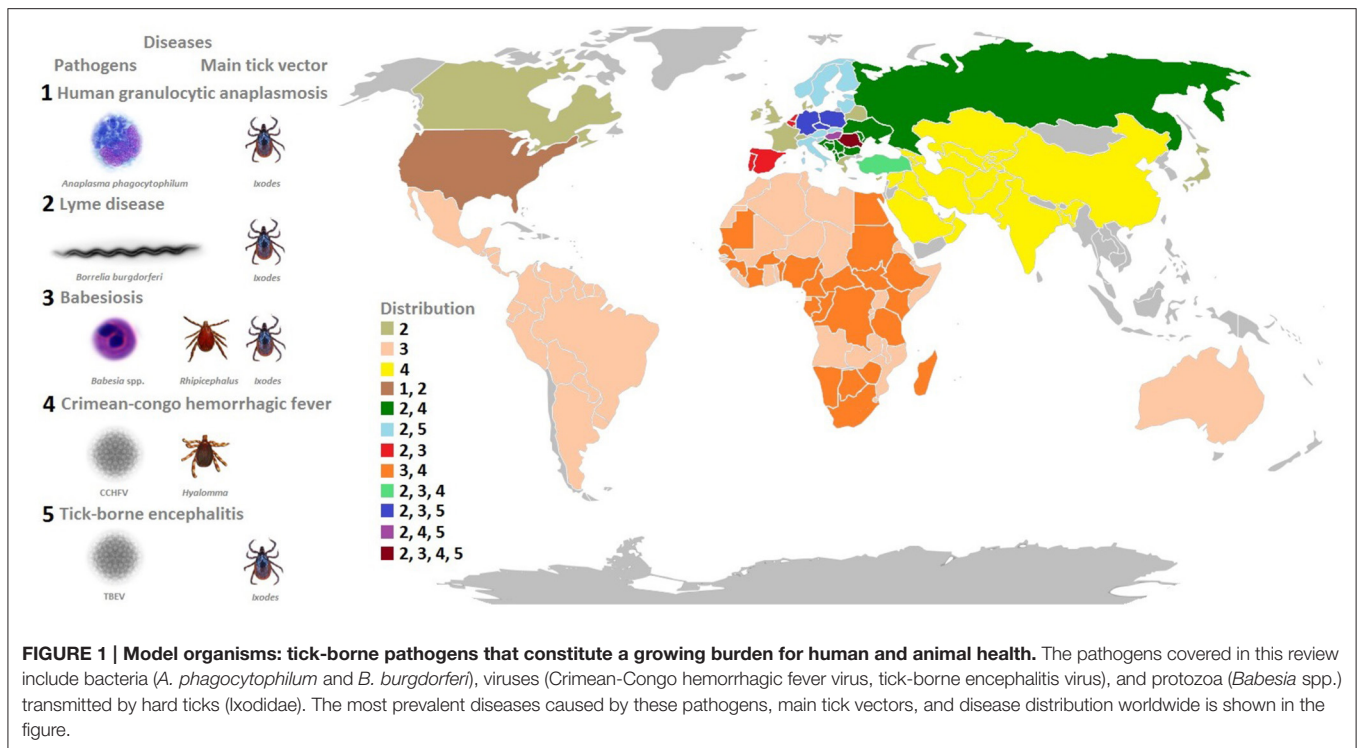 Diseases
Pathogens Main tick vector
1 Human granulocytic anaplasmosis
Anaplasma phagocytophilum Ixodes
2 Lyme disease
Borrelia burgdorferi Ixodes
3 Babesiosis
Babesia spp. Rhipicephalus Ixodes
4 Crimean-congo hemorrhagic fever
CCHFV Hyalomma
5 Tick-borne encephalitis
TBEV Ixodes
Distribution
2
3
4
1, 2
2, 4
2, 5
2, 3
3, 4
2, 3, 4
2, 3, 5
2, 4, 5
2, 3, 4, 5
FIGURE 1 | Model organisms: tick-borne pathogens that constitute a growing burden for human and animal health. The pathogens covered in this review
include bacteria (A. phagocytophilum and B. burgdorferi), viruses (Crimean-Congo hemorrhagic fever virus, tick-borne encephalitis virus), and protozoa (Babesia spp.)
transmitted by hard ticks (Ixodidae). The most prevalent diseases caused by these pathogens, main tick vectors, and disease distribution worldwide is shown in the
figure.